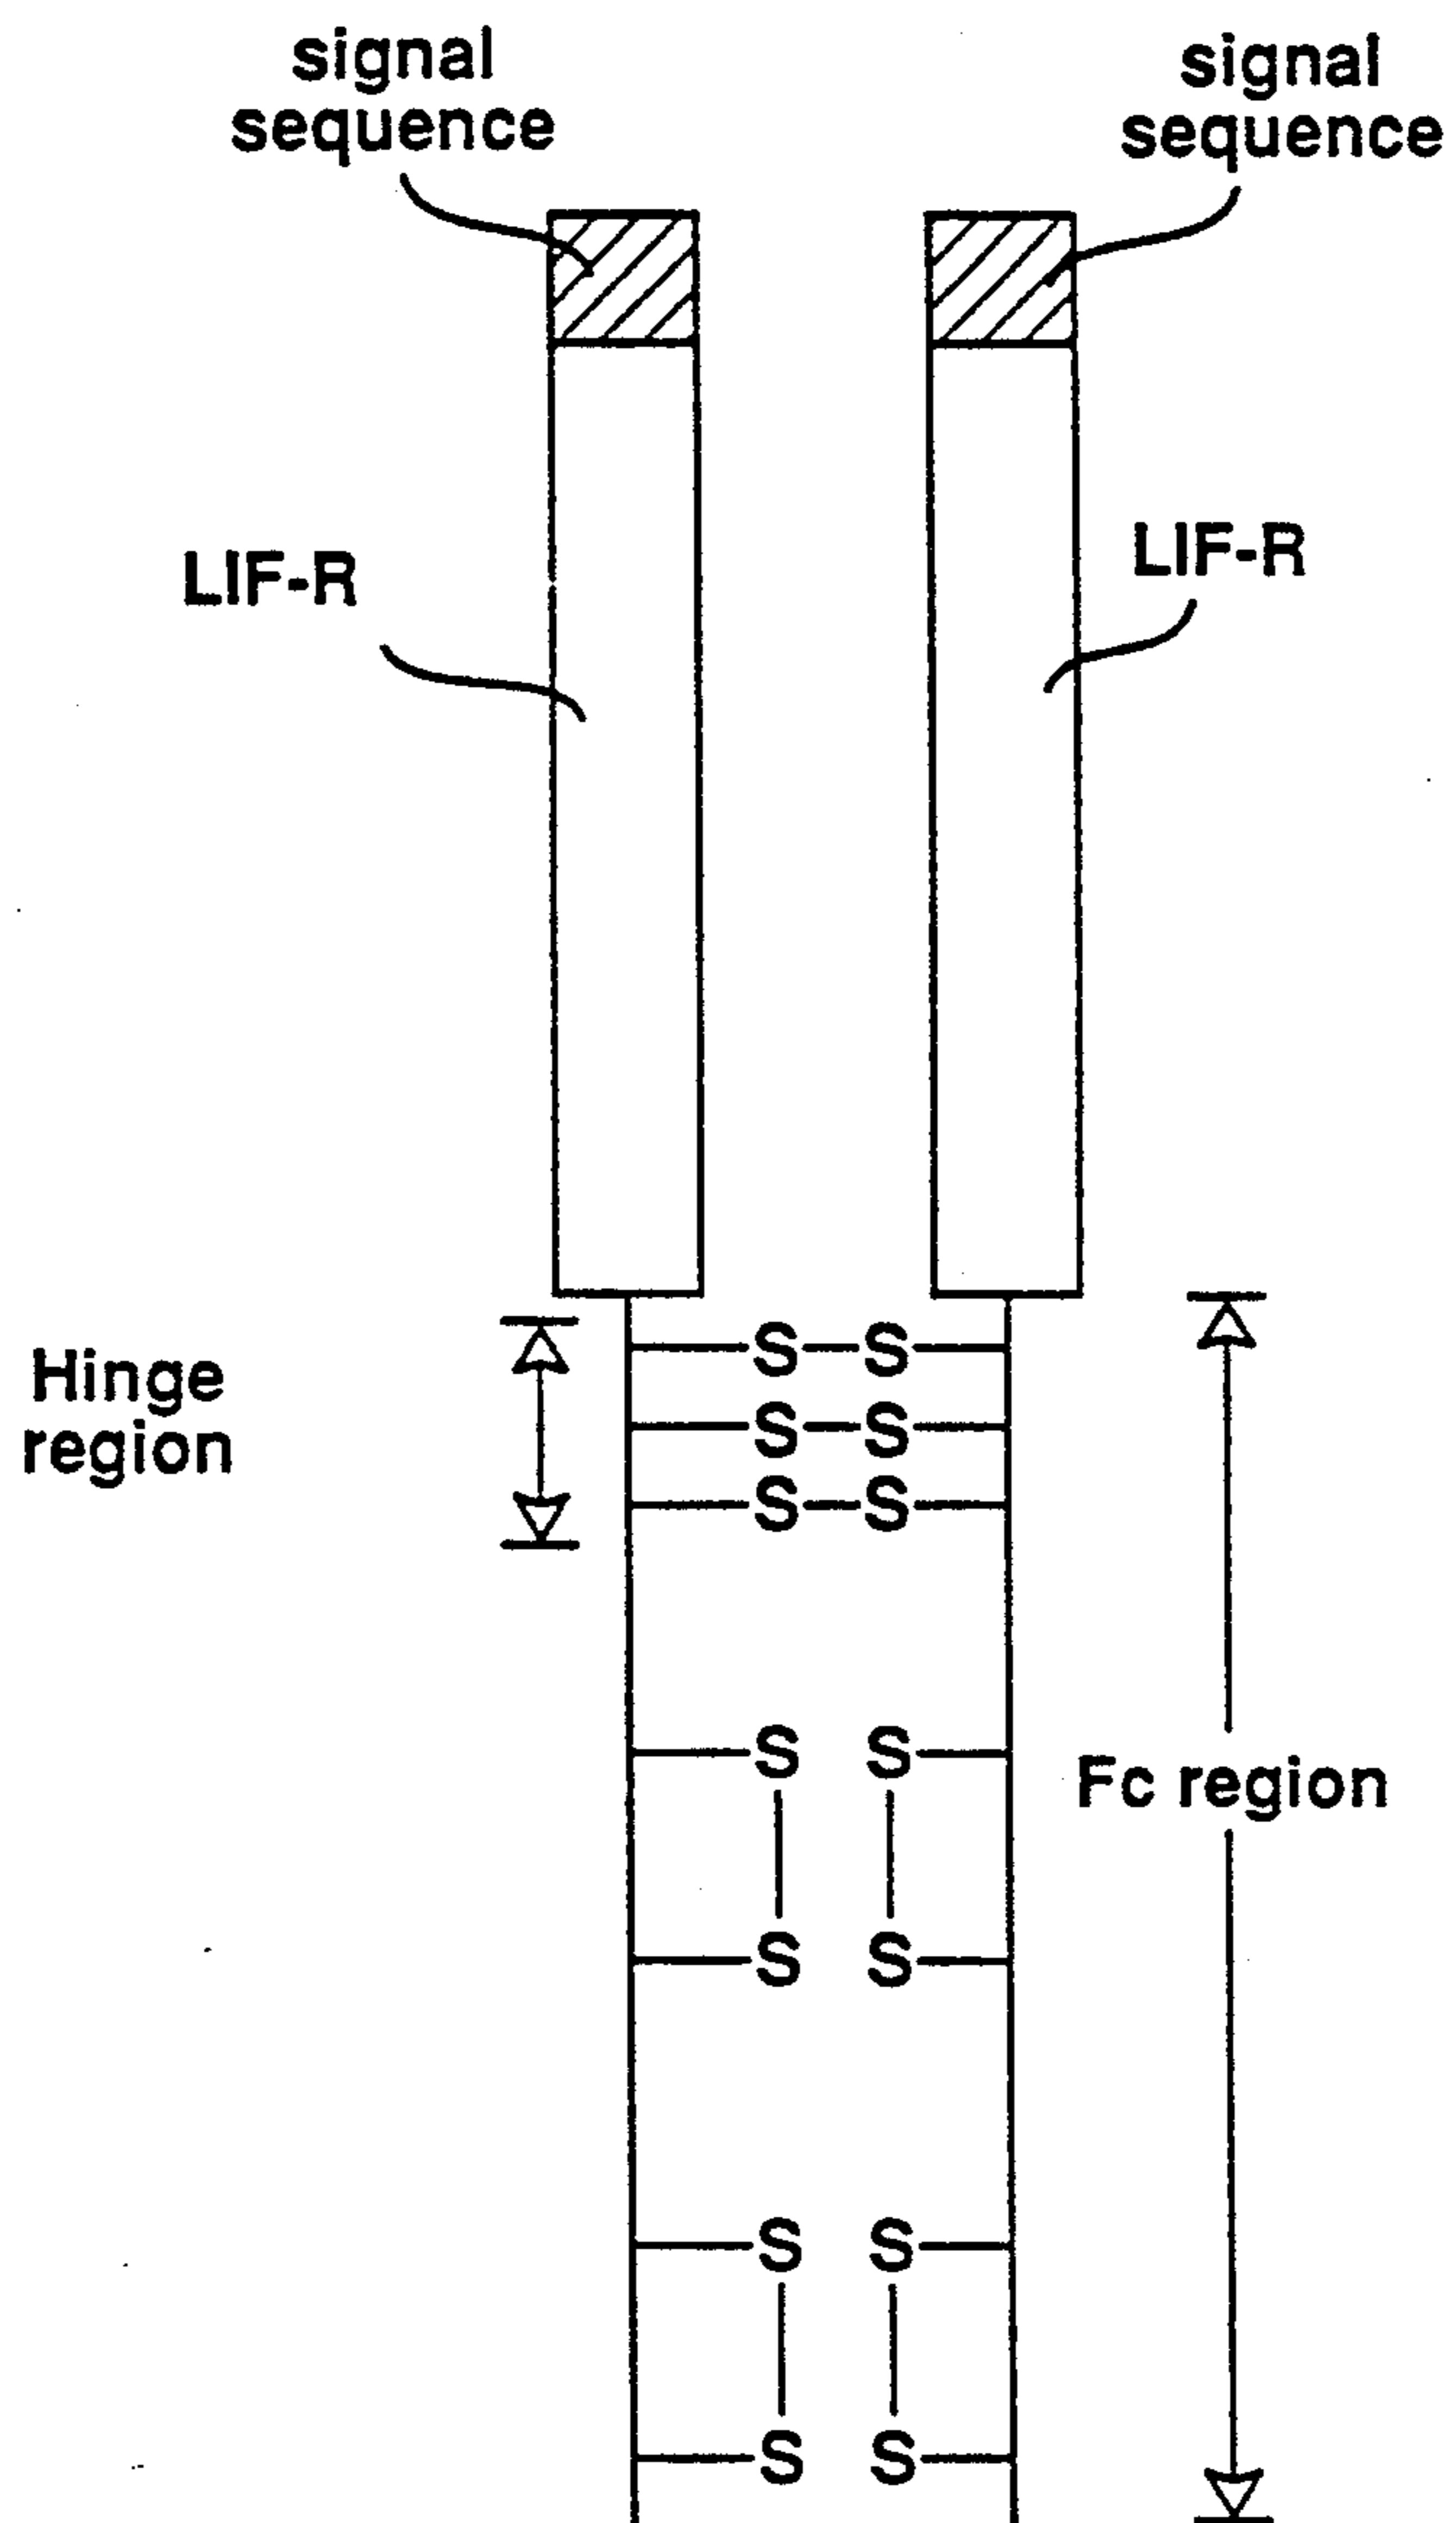 signal
sequence
signal
sequence
LIF-R
LIF-R
Hinge
region
S–S
S–S
S–S
Fc region
S S
S S
S S
S S